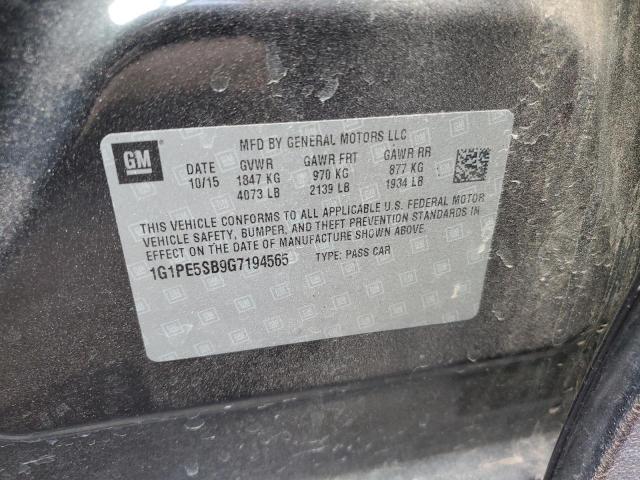 GM
MFD BY GENERAL MOTORS LLC
DATE GVWR GAWR FRT GAWR RR
10/15 1847 KG 970 KG 877 KG
4073 LB 2139 LB 1934 LB
THIS VEHICLE CONFORMS TO ALL APPLICABLE U.S. FEDERAL MOTOR
VEHICLE SAFETY, BUMPER, AND THEFT PREVENTION STANDARDS IN
EFFECT ON THE DATE OF MANUFACTURE SHOWN ABOVE.
1G1PE5SB9G7194565 TYPE: PASS CAR